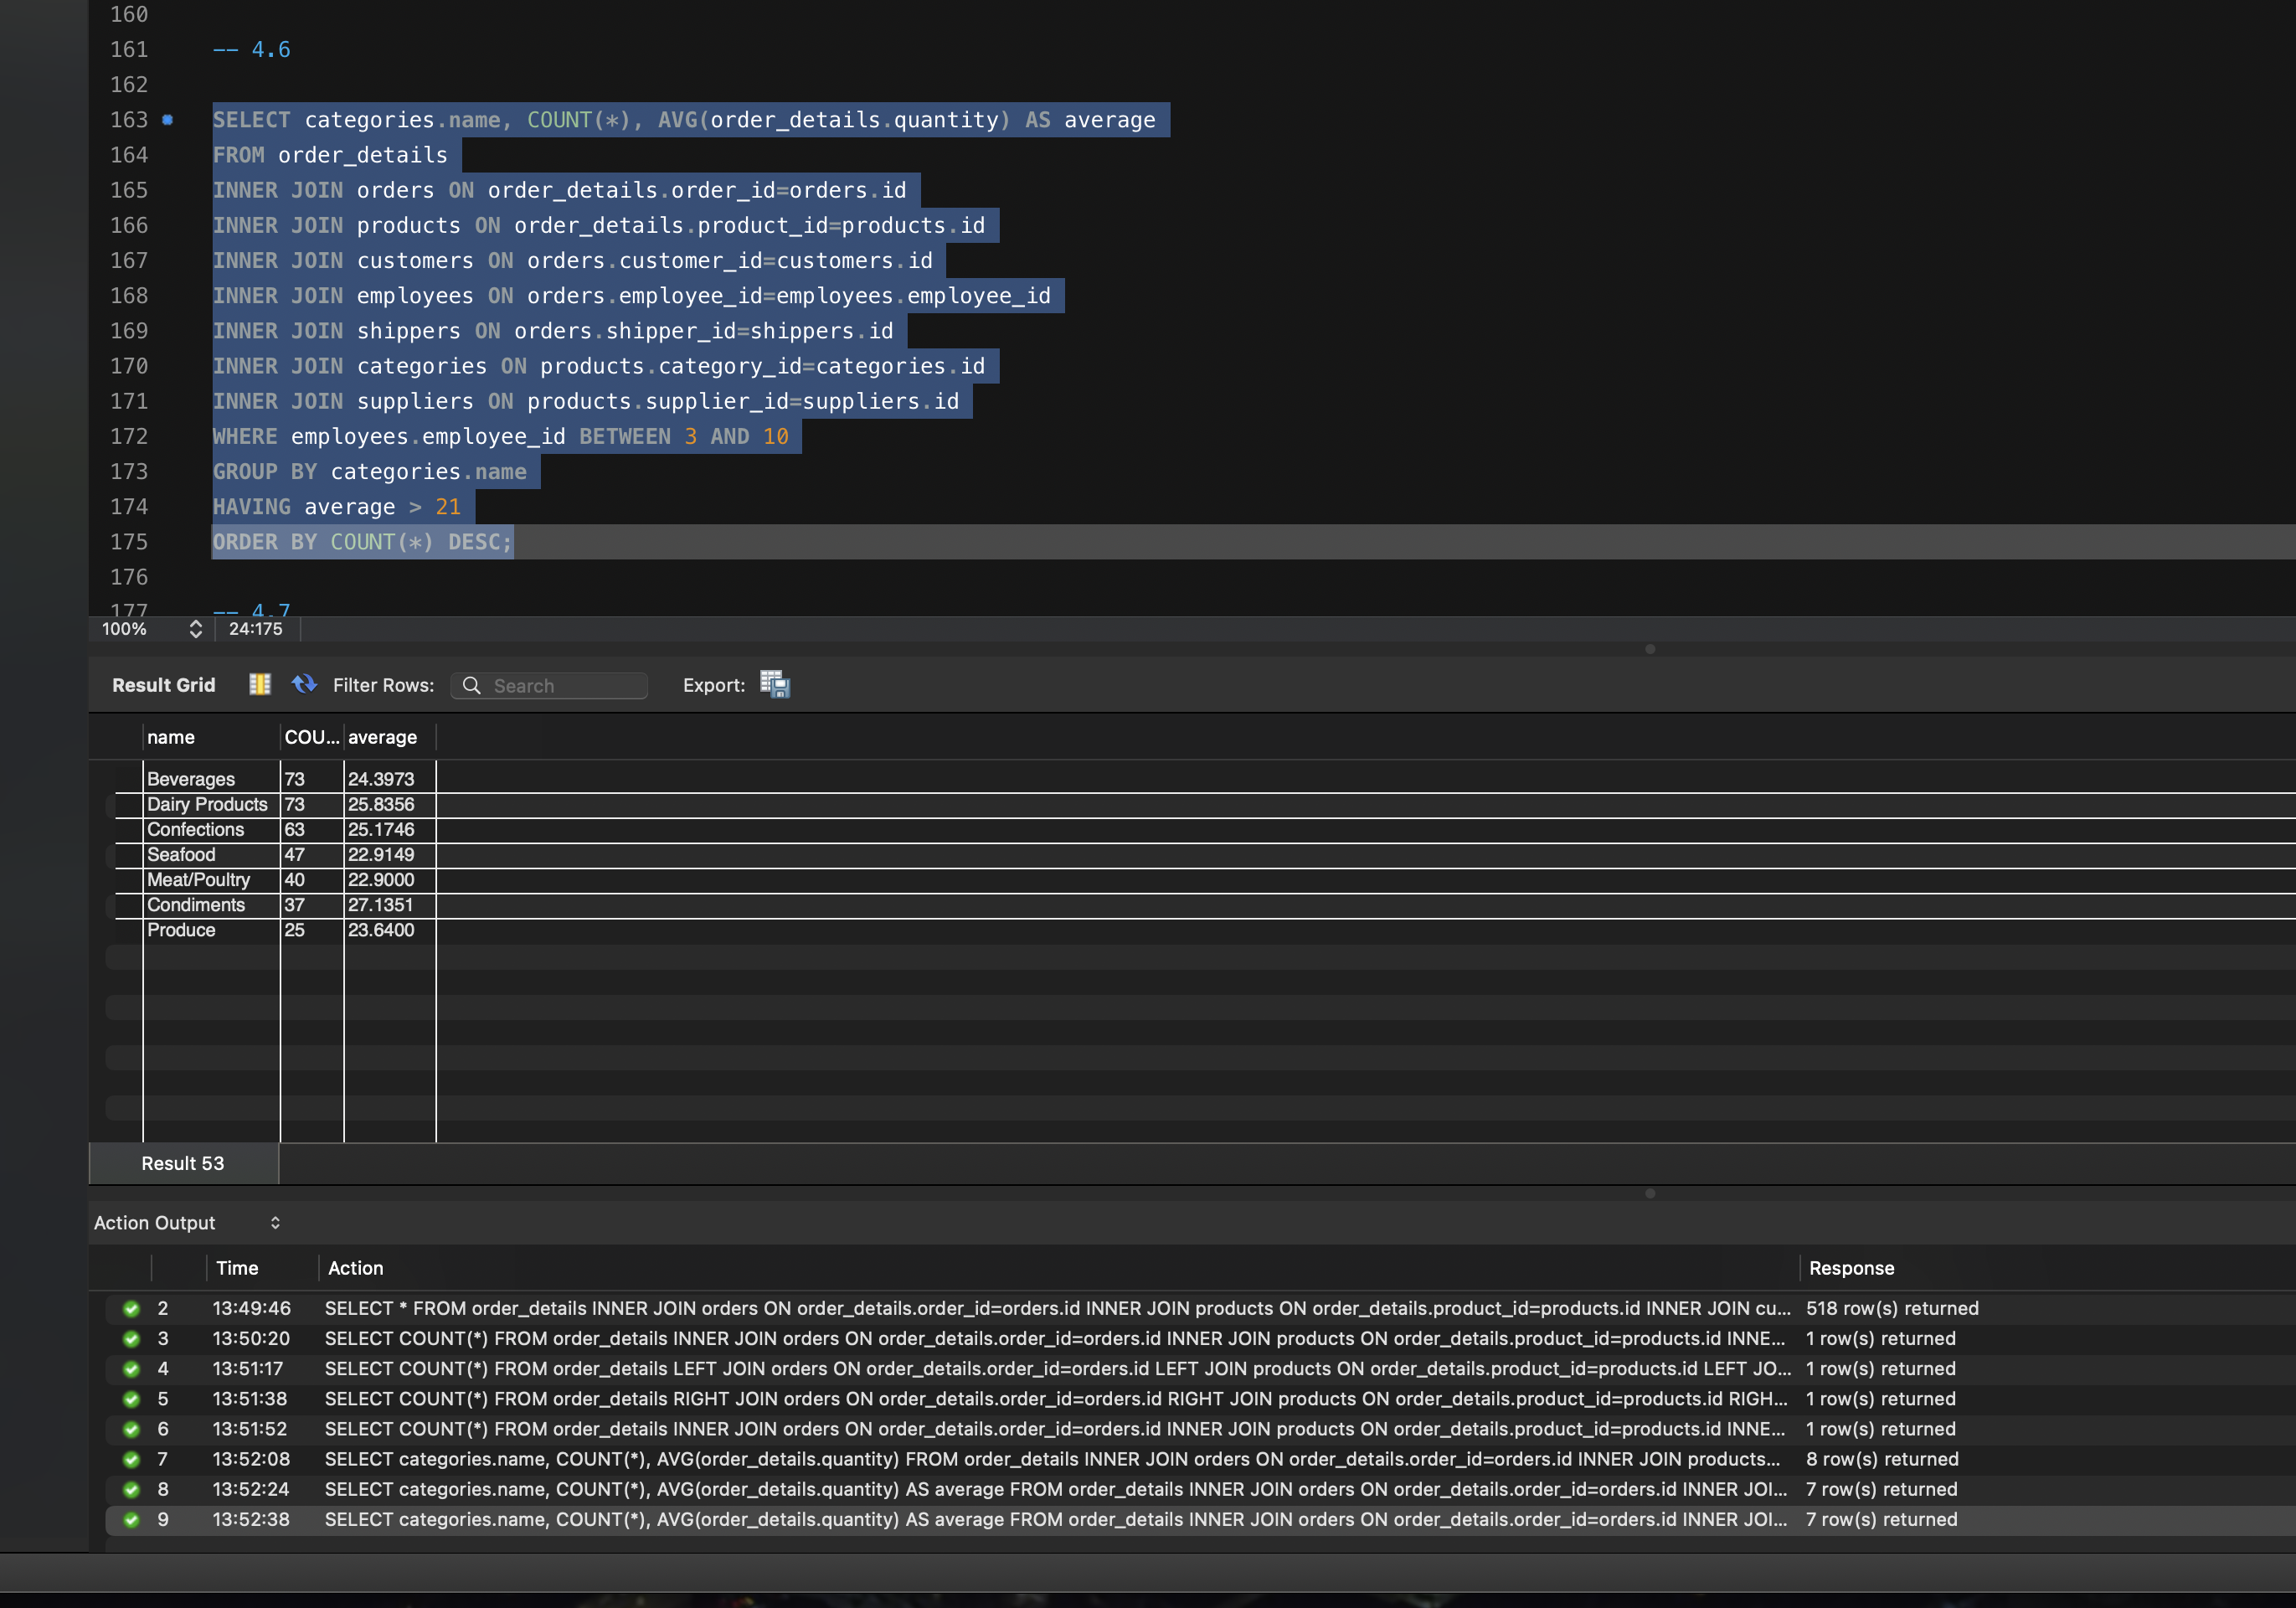 160
161 -- 4.6
162
163 SELECT categories.name, COUNT(*), AVG(order_details.quantity) AS average
164 FROM order_details
165 INNER JOIN orders ON order_details.order_id=orders.id
166 INNER JOIN products ON order_details.product_id=products.id
167 INNER JOIN customers ON orders.customer_id=customers.id
168 INNER JOIN employees ON orders.employee_id=employees.employee_id
169 INNER JOIN shippers ON orders.shipper_id=shippers.id
170 INNER JOIN categories ON products.category_id=categories.id
171 INNER JOIN suppliers ON products.supplier_id=suppliers.id
172 WHERE employees.employee_id BETWEEN 3 AND 10
173 GROUP BY categories.name
174 HAVING average > 21
175 ORDER BY COUNT(*) DESC;
176
177 -- 4.7
100% 24:175
Result Grid Filter Rows: Search Export:
name COU... average
Beverages 73 24.3973
Dairy Products 73 25.8356
Confections 63 25.1746
Seafood 47 22.9149
Meat/Poultry 40 22.9000
Condiments 37 27.1351
Produce 25 23.6400
Result 53
Action Output
Time Action Response
2 13:49:46 SELECT * FROM order_details INNER JOIN orders ON order_details.order_id=orders.id INNER JOIN products ON order_details.product_id=products.id INNER JOIN cu... 518 row(s) returned
3 13:50:20 SELECT COUNT(*) FROM order_details INNER JOIN orders ON order_details.order_id=orders.id INNER JOIN products ON order_details.product_id=products.id INNE... 1 row(s) returned
4 13:51:17 SELECT COUNT(*) FROM order_details LEFT JOIN orders ON order_details.order_id=orders.id LEFT JOIN products ON order_details.product_id=products.id LEFT JO... 1 row(s) returned
5 13:51:38 SELECT COUNT(*) FROM order_details RIGHT JOIN orders ON order_details.order_id=orders.id RIGHT JOIN products ON order_details.product_id=products.id RIGH... 1 row(s) returned
6 13:51:52 SELECT COUNT(*) FROM order_details INNER JOIN orders ON order_details.order_id=orders.id INNER JOIN products ON order_details.product_id=products.id INNE... 1 row(s) returned
7 13:52:08 SELECT categories.name, COUNT(*), AVG(order_details.quantity) FROM order_details INNER JOIN orders ON order_details.order_id=orders.id INNER JOIN products... 8 row(s) returned
8 13:52:24 SELECT categories.name, COUNT(*), AVG(order_details.quantity) AS average FROM order_details INNER JOIN orders ON order_details.order_id=orders.id INNER JOI... 7 row(s) returned
9 13:52:38 SELECT categories.name, COUNT(*), AVG(order_details.quantity) AS average FROM order_details INNER JOIN orders ON order_details.order_id=orders.id INNER JOI... 7 row(s) returned